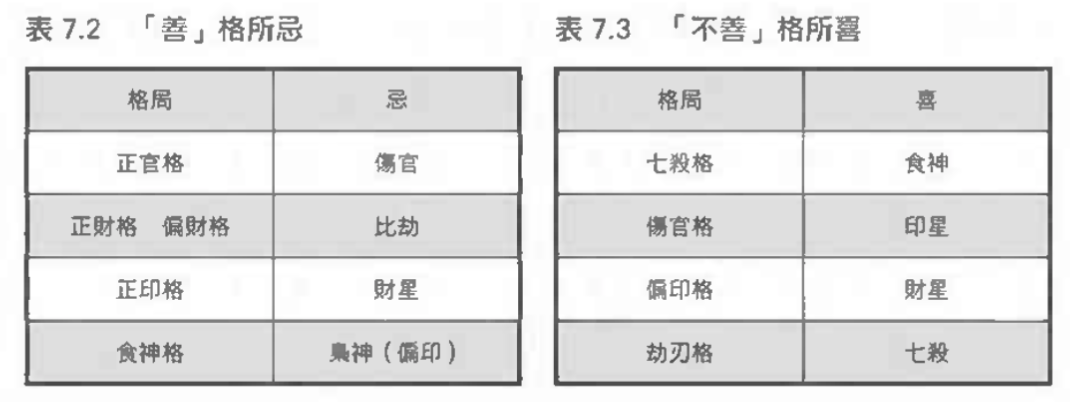 表 7.2 「善」格所忌
格局 忌
正官格 傷官
正財格 偏財格 比劫
正印格 財星
食神格 梟神（偏印）
表 7.3 「不善」格所喜
格局 喜
七殺格 食神
傷官格 印星
偏印格 財星
劫刃格 七殺